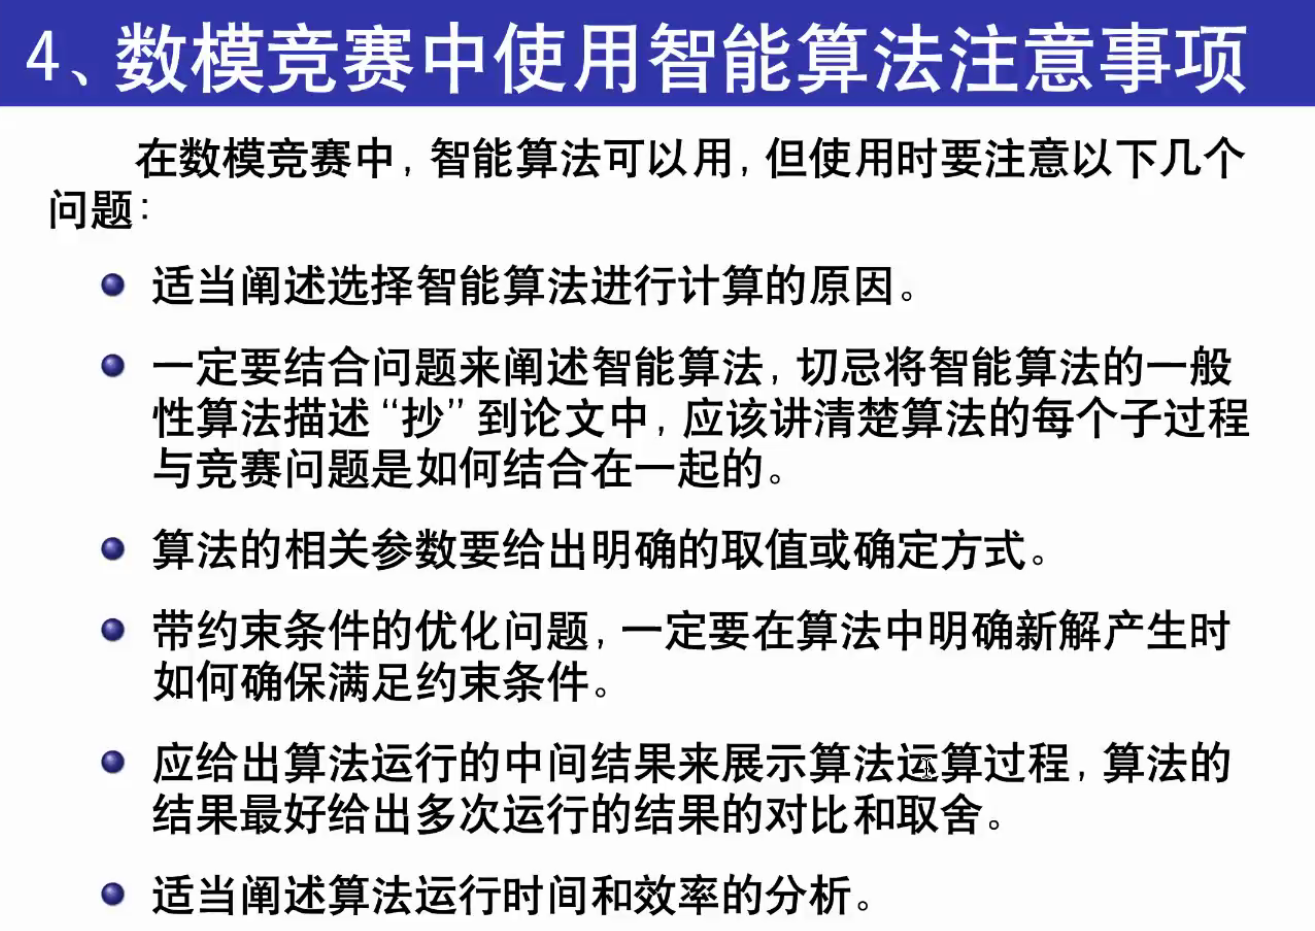 4、数模竞赛中使用智能算法注意事项
在数模竞赛中, 智能算法可以用, 但使用时要注意以下几个
问题:
适当阐述选择智能算法进行计算的原因。
一定要结合问题来阐述智能算法, 切忌将智能算法的一般
性算法描述“抄”到论文中, 应该讲清楚算法的每个子过程
与竞赛问题是如何结合在一起的。
算法的相关参数要给出明确的取值或确定方式。
带约束条件的优化问题, 一定要在算法中明确新解产生时
如何确保满足约束条件。
应给出算法运行的中间结果来展示算法运算过程, 算法的
结果最好给出多次运行的结果的对比和取舍。
适当阐述算法运行时间和效率的分析。